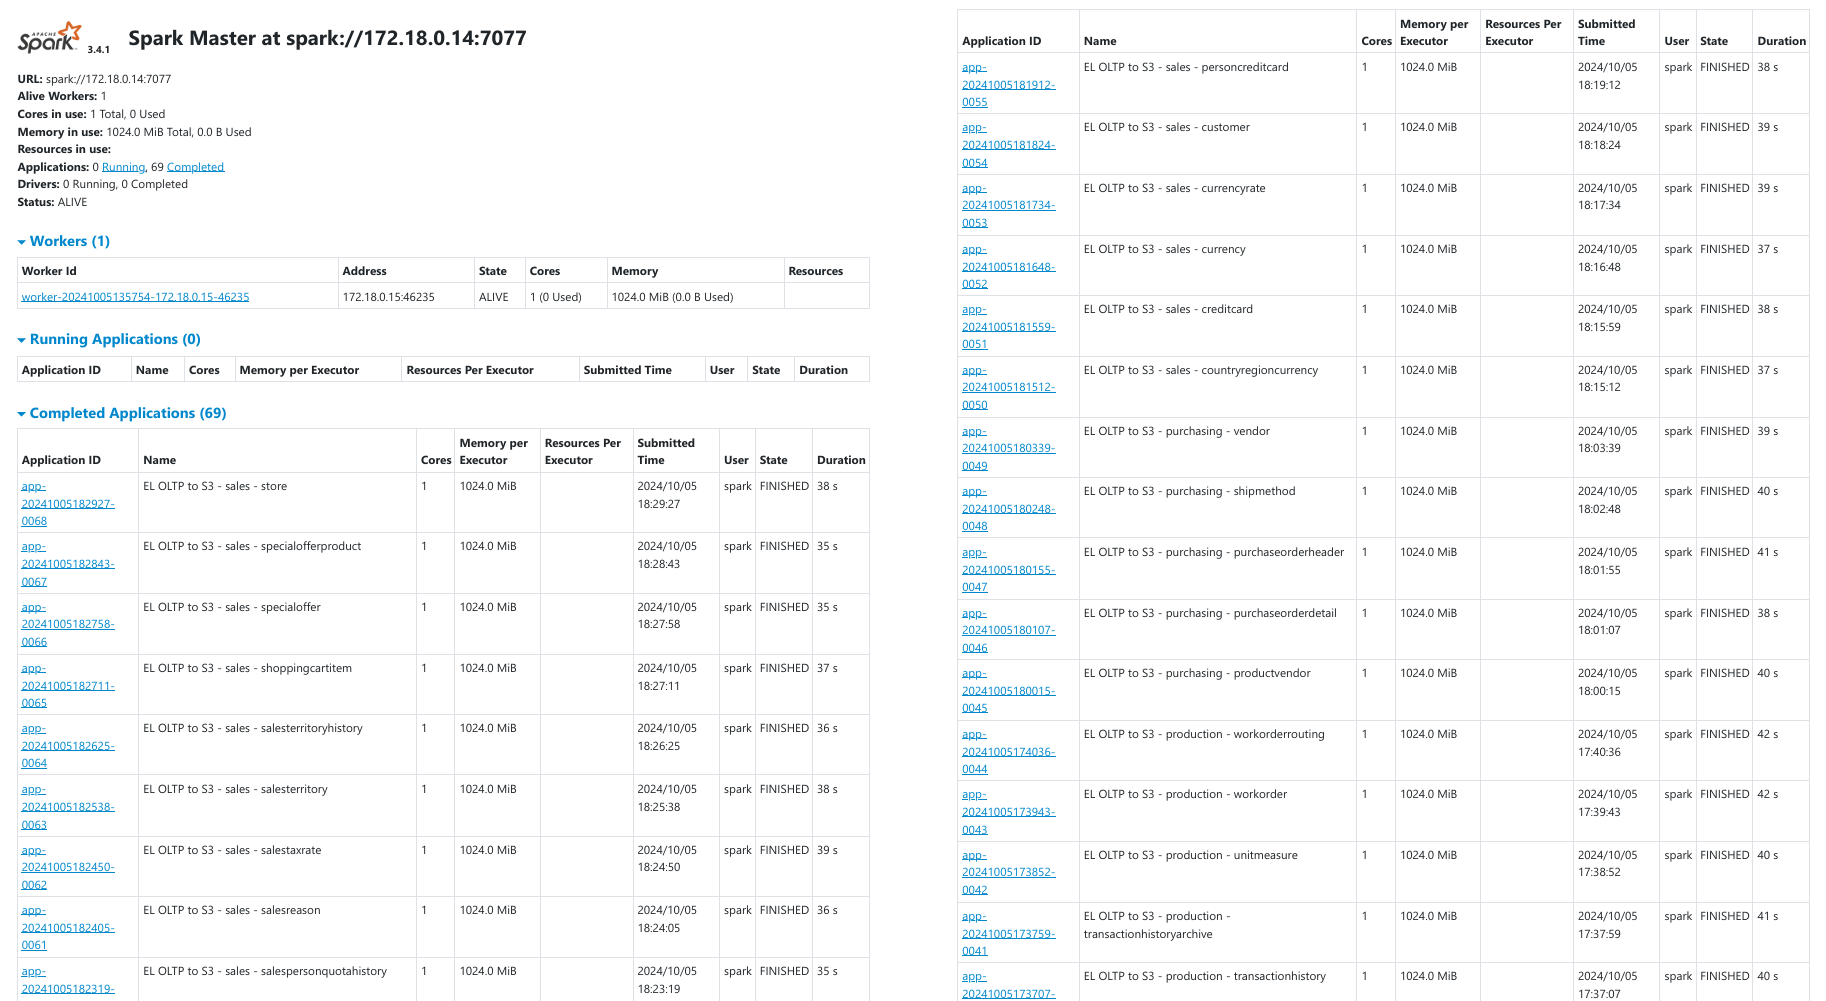 APACHE
Spark 3.4.1 Spark Master at spark://172.18.0.14:7077
URL: spark://172.18.0.14:7077
Alive Workers: 1
Cores in use: 1 Total, 0 Used
Memory in use: 1024.0 MiB Total, 0.0 B Used
Resources in use:
Applications: 0 Running, 69 Completed
Drivers: 0 Running, 0 Completed
Status: ALIVE
Workers (1)
Worker Id Address State Cores Memory Resources
worker-20241005135754-172.18.0.15-46235 172.18.0.15:46235 ALIVE 1 (0 Used) 1024.0 MiB (0.0 B Used)
Running Applications (0)
Application ID Name Cores Memory per Executor Resources Per Executor Submitted Time User State Duration
Completed Applications (69)
Memory per Resources Per Submitted
Application ID Name Cores Executor Executor Time User State Duration
app- EL OLTP to S3 - sales - store 1 1024.0 MiB 2024/10/05 spark FINISHED 38 s
20241005182927- 18:29:27
0068
app- EL OLTP to S3 - sales - specialofferproduct 1 1024.0 MiB 2024/10/05 spark FINISHED 35 s
20241005182843- 18:28:43
0067
app- EL OLTP to S3 - sales - specialoffer 1 1024.0 MiB 2024/10/05 spark FINISHED 35 s
20241005182758- 18:27:58
0066
app- EL OLTP to S3 - sales - shoppingcartitem 1 1024.0 MiB 2024/10/05 spark FINISHED 37 s
20241005182711- 18:27:11
0065
app- EL OLTP to S3 - sales - salesterritoryhistory 1 1024.0 MiB 2024/10/05 spark FINISHED 36 s
20241005182625- 18:26:25
0064
app- EL OLTP to S3 - sales - salesterritory 1 1024.0 MiB 2024/10/05 spark FINISHED 38 s
20241005182538- 18:25:38
0063
app- EL OLTP to S3 - sales - salestaxrate 1 1024.0 MiB 2024/10/05 spark FINISHED 39 s
20241005182450- 18:24:50
0062
app- EL OLTP to S3 - sales - salesreason 1 1024.0 MiB 2024/10/05 spark FINISHED 36 s
20241005182405- 18:24:05
0061
app- EL OLTP to S3 - sales - salespersonquotahistory 1 1024.0 MiB 2024/10/05 spark FINISHED 35 s
20241005182319- 18:23:19
Memory per Resources Per Submitted
Application ID Name Cores Executor Executor Time User State Duration
app- EL OLTP to S3 - sales - personcreditcard 1 1024.0 MiB 2024/10/05 spark FINISHED 38 s
20241005181912- 18:19:12
0055
app- EL OLTP to S3 - sales - customer 1 1024.0 MiB 2024/10/05 spark FINISHED 39 s
20241005181824- 18:18:24
0054
app- EL OLTP to S3 - sales - currencyrate 1 1024.0 MiB 2024/10/05 spark FINISHED 39 s
20241005181734- 18:17:34
0053
app- EL OLTP to S3 - sales - currency 1 1024.0 MiB 2024/10/05 spark FINISHED 37 s
20241005181648- 18:16:48
0052
app- EL OLTP to S3 - sales - creditcard 1 1024.0 MiB 2024/10/05 spark FINISHED 38 s
20241005181559- 18:15:59
0051
app- EL OLTP to S3 - sales - countryregioncurrency 1 1024.0 MiB 2024/10/05 spark FINISHED 37 s
20241005181512- 18:15:12
0050
app- EL OLTP to S3 - purchasing - vendor 1 1024.0 MiB 2024/10/05 spark FINISHED 39 s
20241005180339- 18:03:39
0049
app- EL OLTP to S3 - purchasing - shipmethod 1 1024.0 MiB 2024/10/05 spark FINISHED 40 s
20241005180248- 18:02:48
0048
app- EL OLTP to S3 - purchasing - purchaseorderheader 1 1024.0 MiB 2024/10/05 spark FINISHED 41 s
20241005180155- 18:01:55
0047
app- EL OLTP to S3 - purchasing - purchaseorderdetail 1 1024.0 MiB 2024/10/05 spark FINISHED 38 s
20241005180107- 18:01:07
0046
app- EL OLTP to S3 - purchasing - productvendor 1 1024.0 MiB 2024/10/05 spark FINISHED 40 s
20241005180015- 18:00:15
0045
app- EL OLTP to S3 - production - workorderrouting 1 1024.0 MiB 2024/10/05 spark FINISHED 42 s
20241005174036- 17:40:36
0044
app- EL OLTP to S3 - production - workorder 1 1024.0 MiB 2024/10/05 spark FINISHED 42 s
20241005173943- 17:39:43
0043
app- EL OLTP to S3 - production - unitmeasure 1 1024.0 MiB 2024/10/05 spark FINISHED 40 s
20241005173852- 17:38:52
0042
app- EL OLTP to S3 - production - 1 1024.0 MiB 2024/10/05 spark FINISHED 41 s
20241005173759- transactionhistoryarchive 17:37:59
0041
app- EL OLTP to S3 - production - transactionhistory 1 1024.0 MiB 2024/10/05 spark FINISHED 40 s
20241005173707- 17:37:07